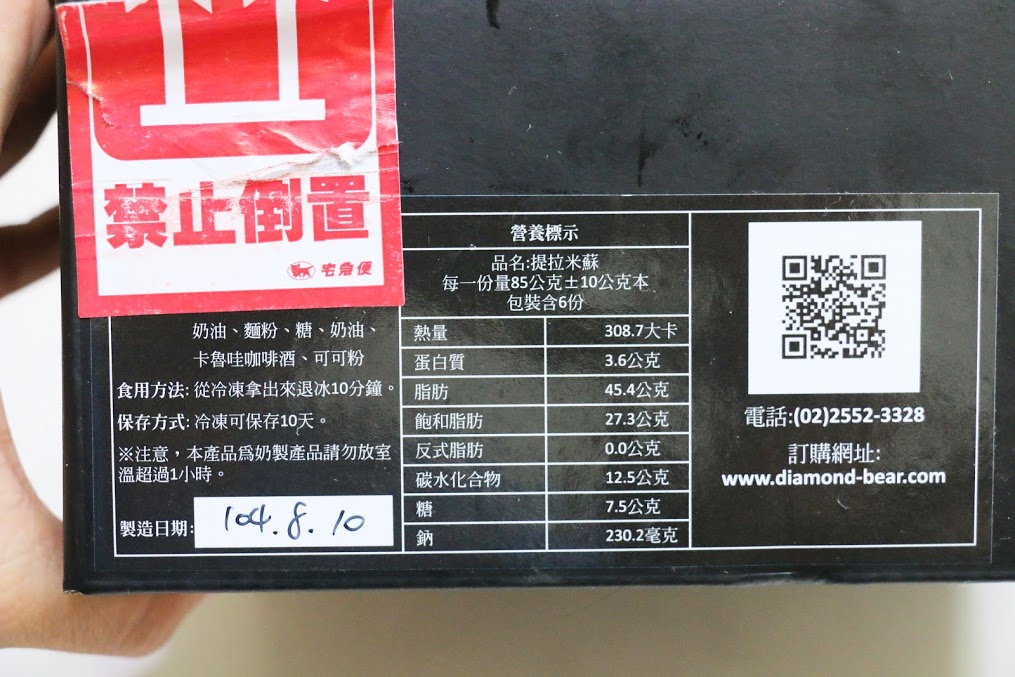 禁止倒置
宅急便
奶油、麵粉、糖、奶油、
卡魯哇咖啡酒、可可粉
食用方法: 從冷凍拿出來退冰10分鐘。
保存方式: 冷凍可保存10天。
※注意，本產品為奶製產品請勿放室
溫超過1小時。
製造日期: 104.8.10
營養標示
品名:提拉米蘇
每一份量85公克±10公克本
包裝含6份
熱量 308.7大卡
蛋白質 3.6公克
脂肪 45.4公克
飽和脂肪 27.3公克
反式脂肪 0.0公克
碳水化合物 12.5公克
糖 7.5公克
鈉 230.2毫克
電話:(02)2552-3328
訂購網址:
www.diamond-bear.com